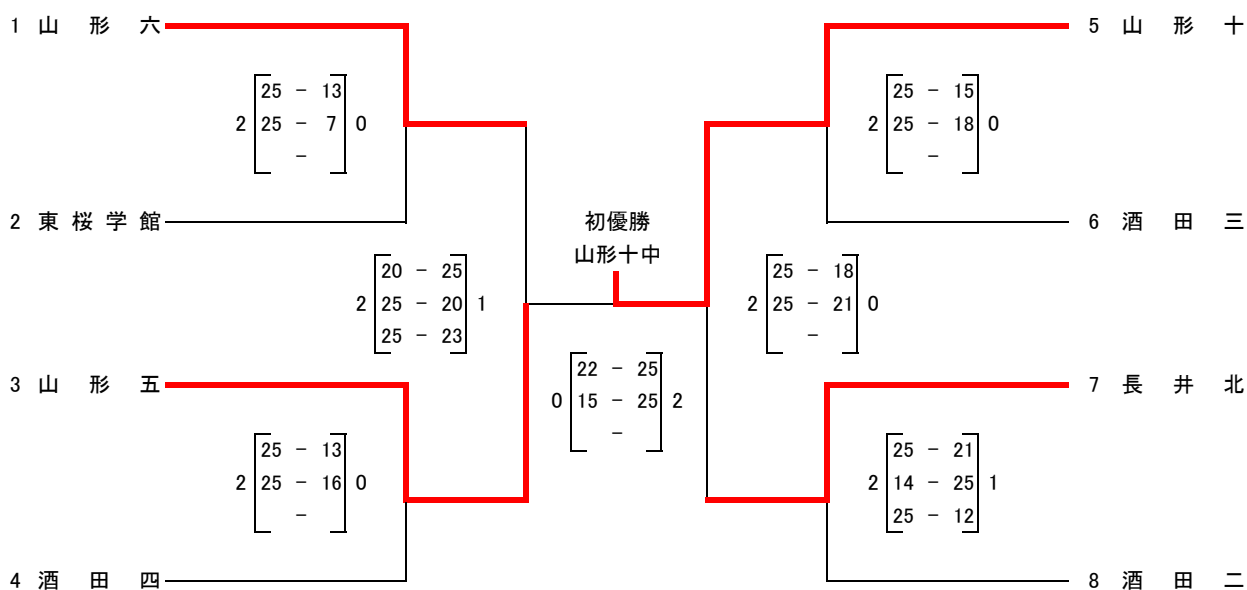 1 山形六
25 - 13
2 25 - 7 0
-
2 東桜学館
20 - 25
2 25 - 20 1
25 - 23
3 山形五
25 - 13
2 25 - 16 0
-
4 酒田四
初優勝
山形十中
22 - 25
0 15 - 25 2
-
5 山形十
25 - 15
2 25 - 18 0
-
6 酒田三
25 - 18
2 25 - 21 0
-
7 長井北
25 - 21
2 14 - 25 1
25 - 12
8 酒田二